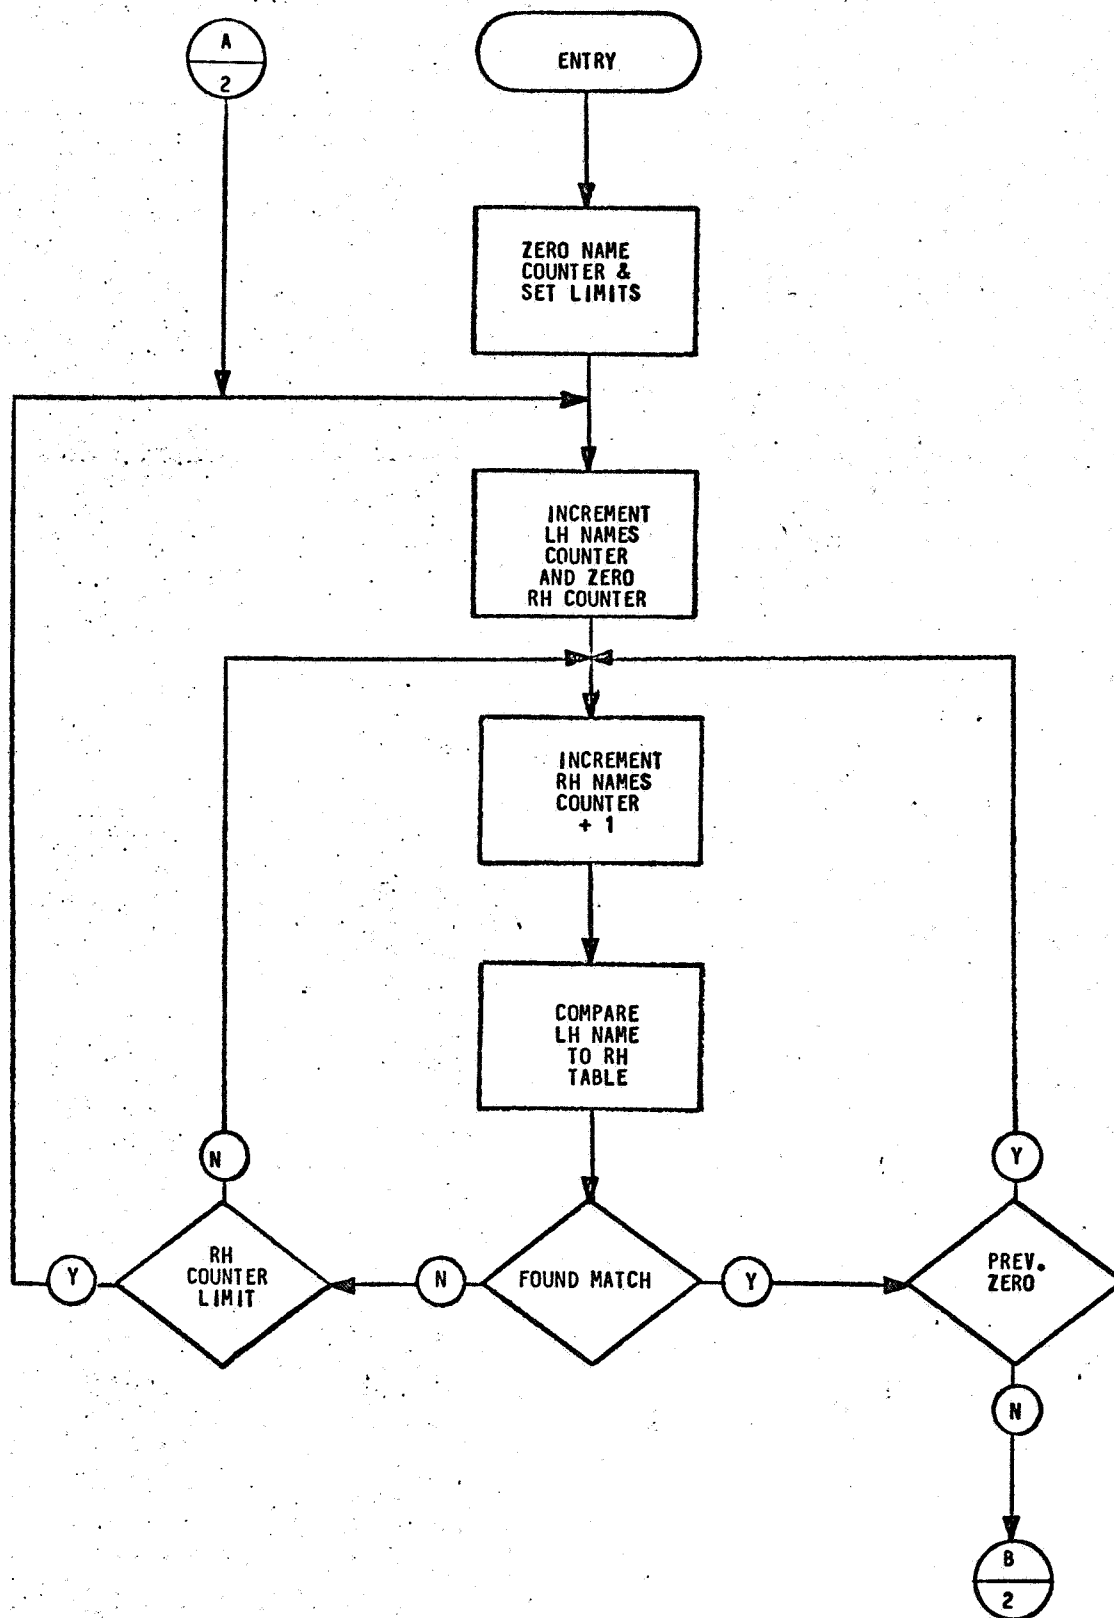 A
2
ENTRY
ZERO NAME
COUNTER &
SET LIMITS
INCREMENT
LH NAMES
COUNTER
AND ZERO
RH COUNTER
INCREMENT
RH NAMES
COUNTER
+ 1
COMPARE
LH NAME
TO RH
TABLE
N
Y
Y
RH
COUNTER
LIMIT
N
FOUND MATCH
Y
PREV.
ZERO
N
B
2